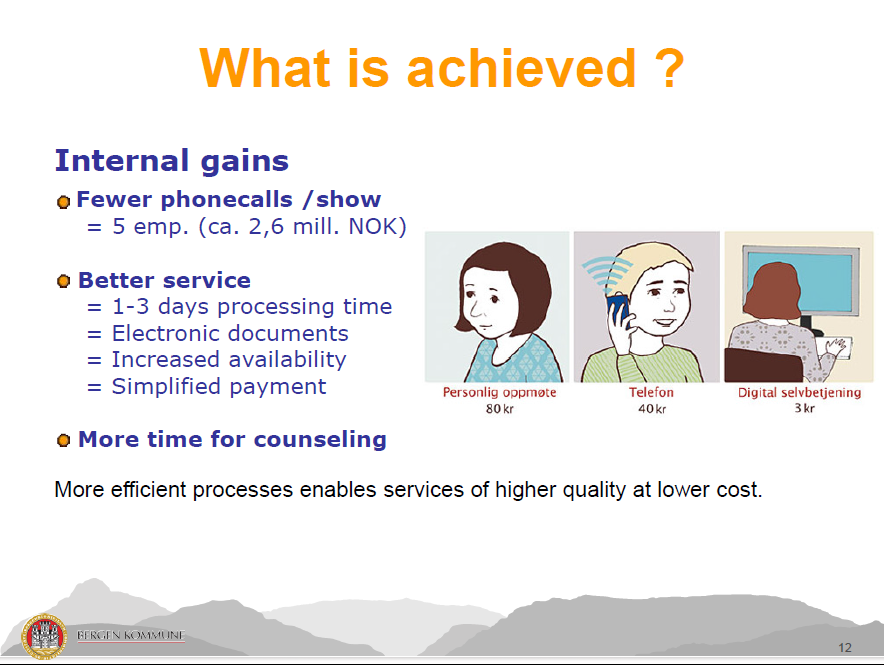 What is achieved ?
Internal gains
Fewer phonecalls /show
= 5 emp. (ca. 2,6 mill. NOK)
Better service
= 1-3 days processing time
= Electronic documents
= Increased availability
= Simplified payment
More time for counseling
Personlig oppmøte
80 kr
Telefon
40 kr
Digital selvbetjening
3 kr
More efficient processes enables services of higher quality at lower cost.
BERGEN KOMMUNE
12